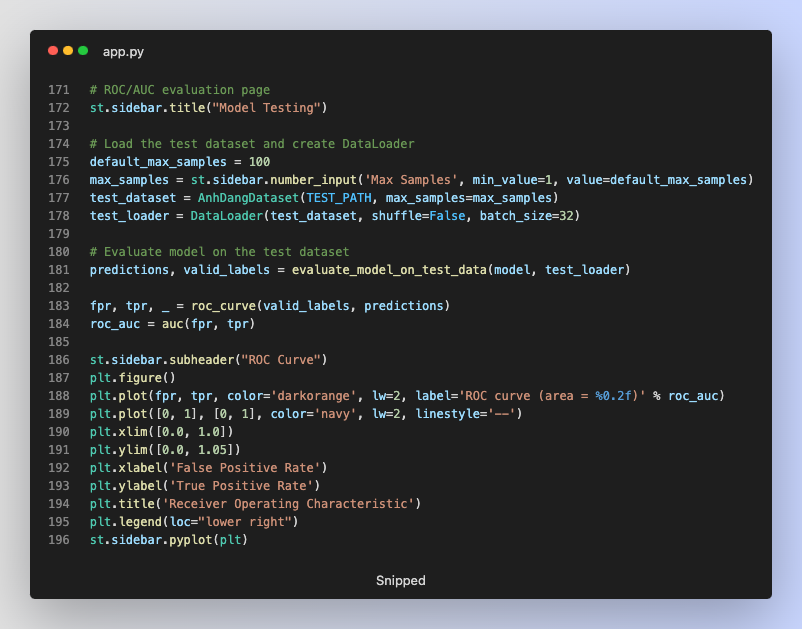 app.py
171 # ROC/AUC evaluation page
172 st.sidebar.title("Model Testing")
173
174 # Load the test dataset and create DataLoader
175 default_max_samples = 100
176 max_samples = st.sidebar.number_input('Max Samples', min_value=1, value=default_max_samples)
177 test_dataset = AnhDangDataset(TEST_PATH, max_samples=max_samples)
178 test_loader = DataLoader(test_dataset, shuffle=False, batch_size=32)
179
180 # Evaluate model on the test dataset
181 predictions, valid_labels = evaluate_model_on_test_data(model, test_loader)
182
183 fpr, tpr, _ = roc_curve(valid_labels, predictions)
184 roc_auc = auc(fpr, tpr)
185
186 st.sidebar.subheader("ROC Curve")
187 plt.figure()
188 plt.plot(fpr, tpr, color='darkorange', lw=2, label='ROC curve (area = %0.2f)' % roc_auc)
189 plt.plot([0, 1], [0, 1], color='navy', lw=2, linestyle='--')
190 plt.xlim([0.0, 1.0])
191 plt.ylim([0.0, 1.05])
192 plt.xlabel('False Positive Rate')
193 plt.ylabel('True Positive Rate')
194 plt.title('Receiver Operating Characteristic')
195 plt.legend(loc="lower right")
196 st.sidebar.pyplot(plt)
Snipped